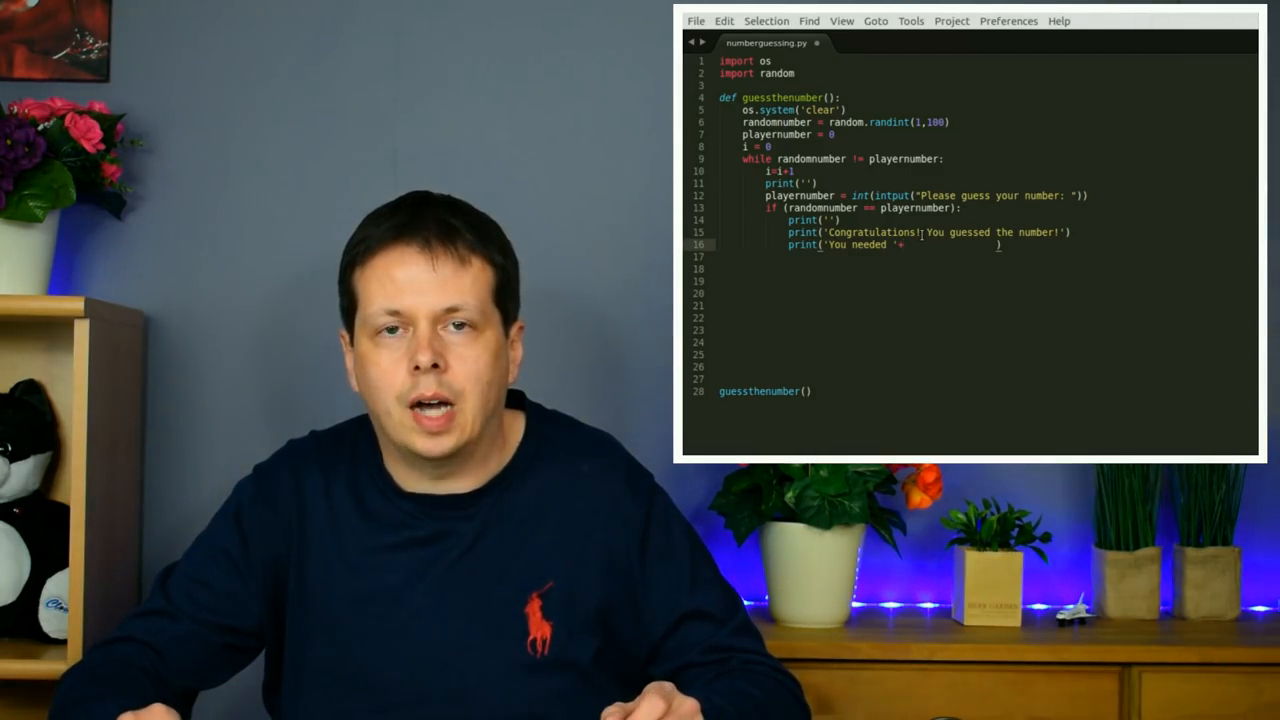 File Edit Selection Find View Goto Tools Project Preferences Help
numberguessing.py
1 import os
2 import random
3
4 def guessthenumber():
5 os.system('clear')
6 randomnumber = random.randint(1,100)
7 playernumber = 0
8 i = 0
9 while randomnumber != playernumber:
10 i=i+1
11 print('')
12 playernumber = int(intput("Please guess your number: "))
13 if (randomnumber == playernumber):
14 print('')
15 print('Congratulations! You guessed the number!')
16 print('You needed '+ )
17
18
19
20
21
22
23
24
25
26
27
28 guessthenumber()